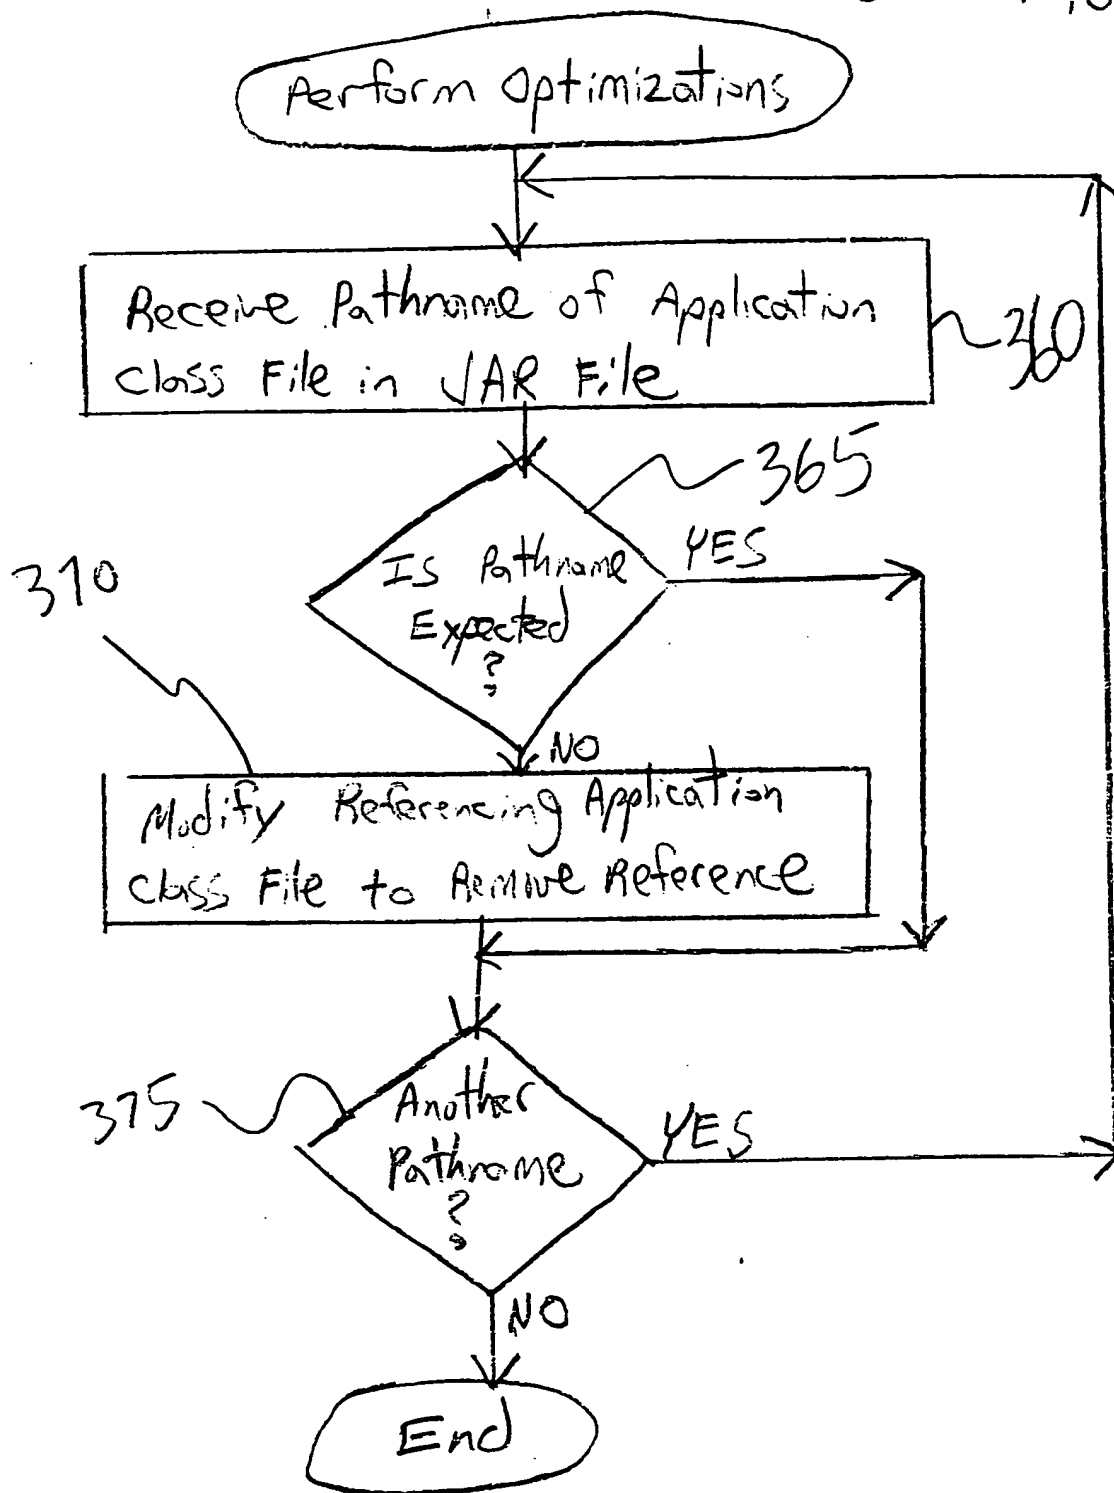 Perform Optimizations
Receive Pathname of Application
Class File in JAR File
360
365
Is Pathname
Expected
?
YES
370
NO
Modify Referencing Application
Class File to Remove Reference
375
Another
Pathname
?
YES
NO
End